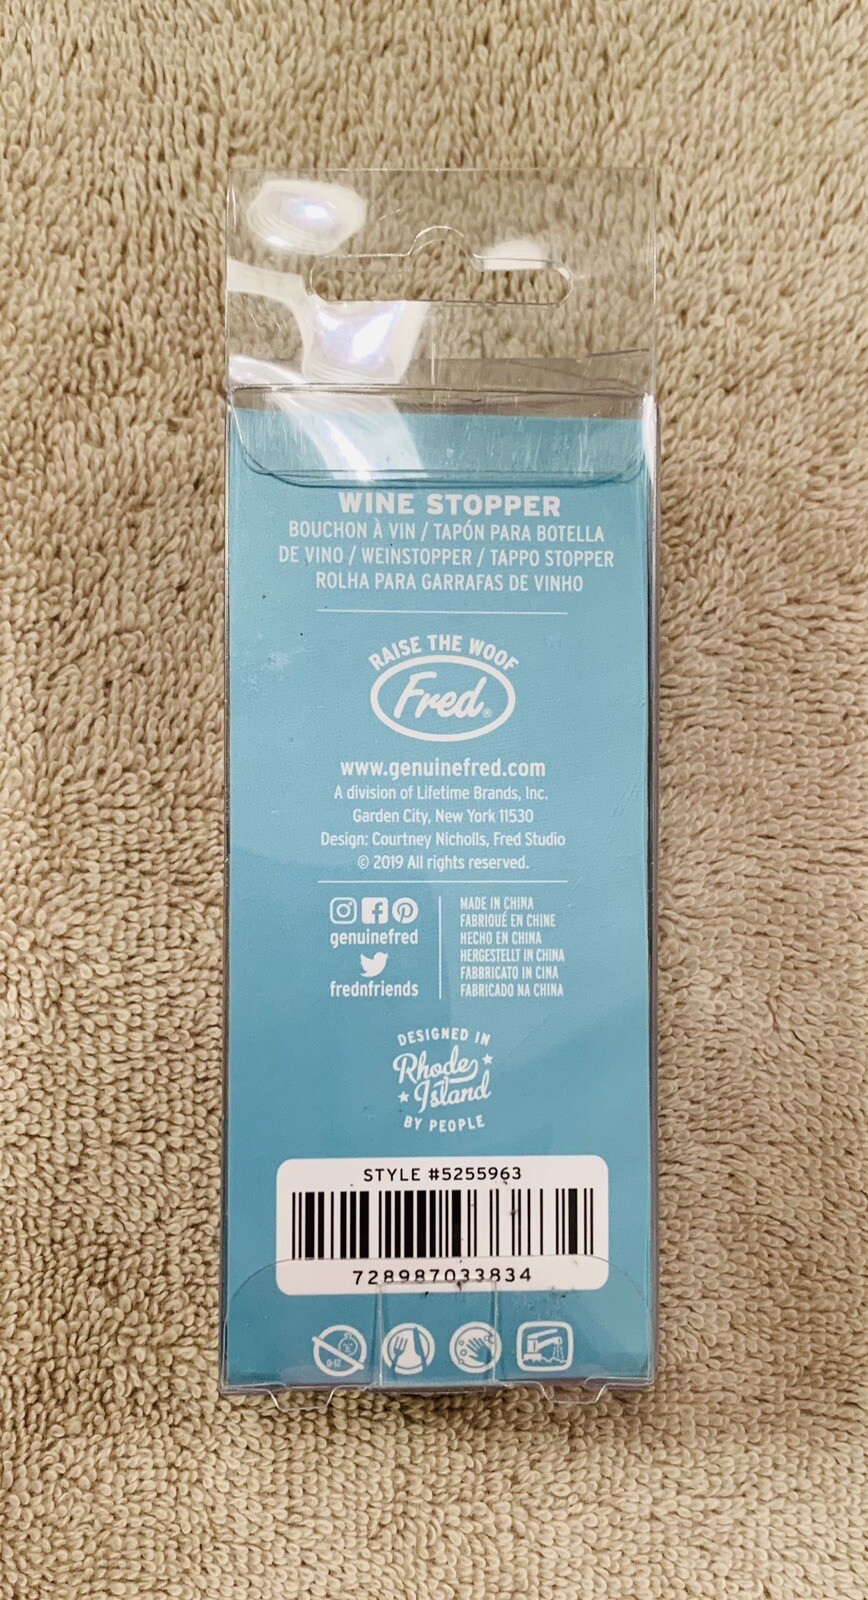 WINE STOPPER
BOUCHON À VIN / TAPÓN PARA BOTELLA
DE VINO / WEINSTOPPER / TAPPO STOPPER
ROLHA PARA GARRAFAS DE VINHO
RAISE THE WOOF
Fred®
www.genuinefred.com
A division of Lifetime Brands, Inc.
Garden City, New York 11530
Design: Courtney Nicholls, Fred Studio
© 2019 All rights reserved.
genuinefred
frednfriends
MADE IN CHINA
FABRIQUÉ EN CHINE
HECHO EN CHINA
HERGESTELLT IN CHINA
FABBRICATO IN CINA
FABRICADO NA CHINA
DESIGNED IN
Rhode
Island
BY PEOPLE
STYLE #5255963
728987033834
0-12